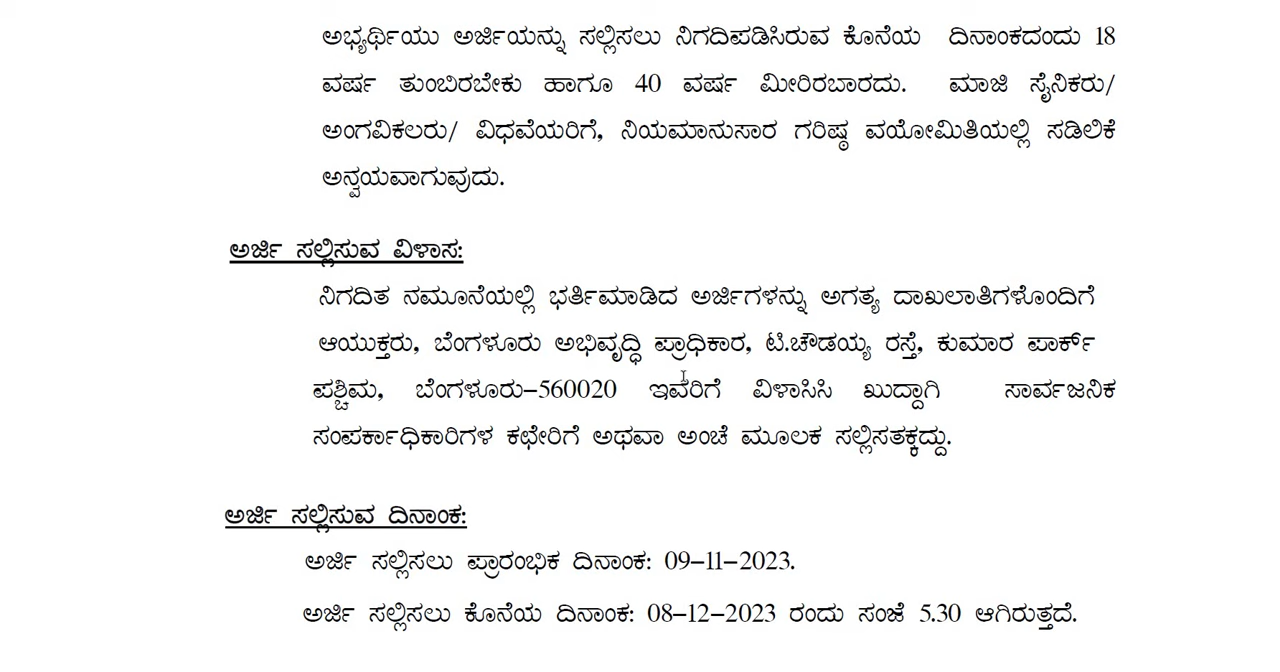 ಅಭ್ಯರ್ಥಿಯು ಅರ್ಜಿಯನ್ನು ಸಲ್ಲಿಸಲು ನಿಗದಿಪಡಿಸಿರುವ ಕೊನೆಯ ದಿನಾಂಕದಂದು 18
ವರ್ಷ ತುಂಬಿರಬೇಕು ಹಾಗೂ 40 ವರ್ಷ ಮೀರಿರಬಾರದು. ಮಾಜಿ ಸೈನಿಕರು/
ಅಂಗವಿಕಲರು/ ವಿಧವೆಯರಿಗೆ, ನಿಯಮಾನುಸಾರ ಗರಿಷ್ಠ ವಯೋಮಿತಿಯಲ್ಲಿ ಸಡಿಲಿಕೆ
ಅನ್ವಯವಾಗುವುದು.
ಅರ್ಜಿ ಸಲ್ಲಿಸುವ ವಿಳಾಸ:
ನಿಗದಿತ ನಮೂನೆಯಲ್ಲಿ ಭರ್ತಿಮಾಡಿದ ಅರ್ಜಿಗಳನ್ನು ಅಗತ್ಯ ದಾಖಲಾತಿಗಳೊಂದಿಗೆ
ಆಯುಕ್ತರು, ಬೆಂಗಳೂರು ಅಭಿವೃದ್ಧಿ ಪ್ರಾಧಿಕಾರ, ಟಿ.ಚೌಡಯ್ಯ ರಸ್ತೆ, ಕುಮಾರ ಪಾರ್ಕ್
ಪಶ್ಚಿಮ, ಬೆಂಗಳೂರು–560020 ಇವರಿಗೆ ವಿಳಾಸಿಸಿ ಖುದ್ದಾಗಿ ಸಾರ್ವಜನಿಕ
ಸಂಪರ್ಕಾಧಿಕಾರಿಗಳ ಕಛೇರಿಗೆ ಅಥವಾ ಅಂಚೆ ಮೂಲಕ ಸಲ್ಲಿಸತಕ್ಕದ್ದು.
ಅರ್ಜಿ ಸಲ್ಲಿಸುವ ದಿನಾಂಕ:
ಅರ್ಜಿ ಸಲ್ಲಿಸಲು ಪ್ರಾರಂಭಿಕ ದಿನಾಂಕ: 09–11–2023.
ಅರ್ಜಿ ಸಲ್ಲಿಸಲು ಕೊನೆಯ ದಿನಾಂಕ: 08–12–2023 ರಂದು ಸಂಜೆ 5.30 ಆಗಿರುತ್ತದೆ.